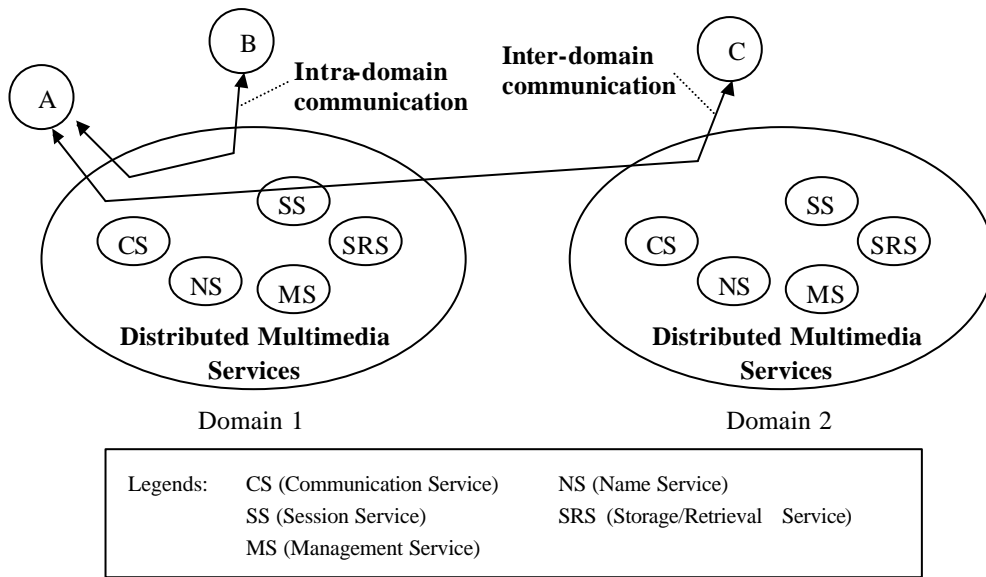 B
C
A
Intra-domain
communication
Inter-domain
communication
SS
CS
SRS
NS
MS
Distributed Multimedia
Services
SS
CS
SRS
NS
MS
Distributed Multimedia
Services
Domain 1
Domain 2
Legends: CS (Communication Service) NS (Name Service)
SS (Session Service) SRS (Storage/Retrieval Service)
MS (Management Service)